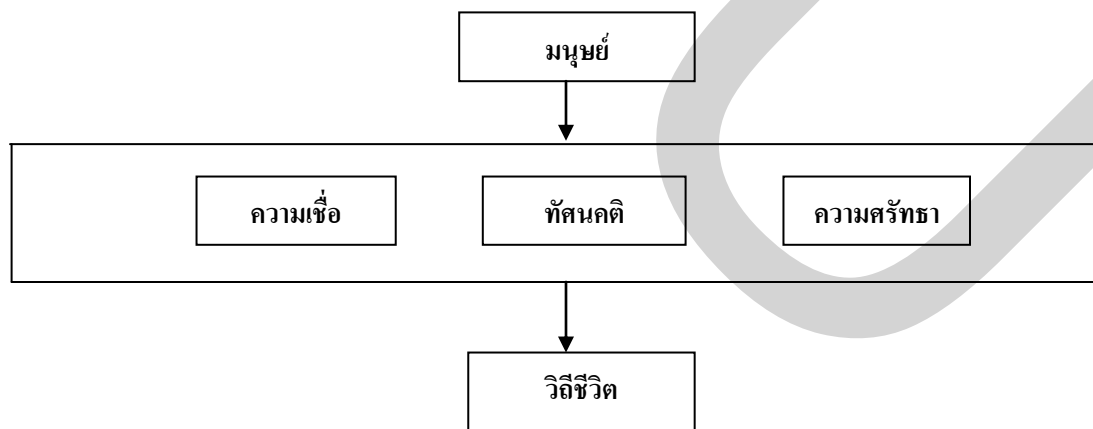 มนุษย์
ความเชื่อ
ทัศนคติ
ความศรัทธา
วิถีชีวิต